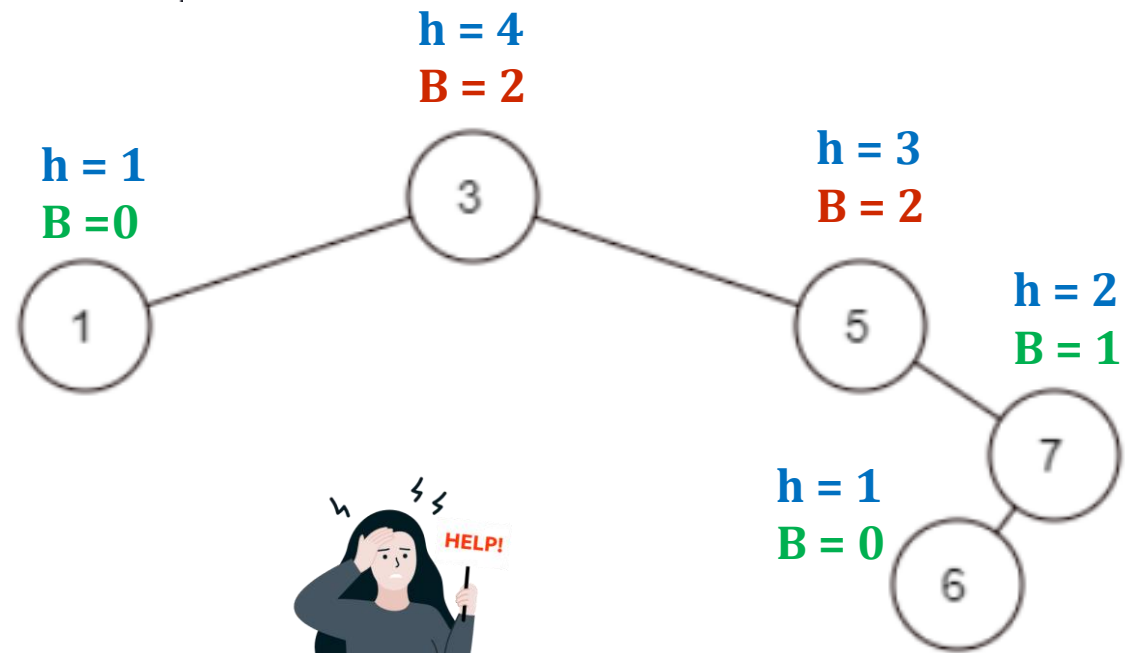 h = 4
B = 2
h = 1
B =0
3
h = 3
B = 2
1
5
h = 2
B = 1
7
h = 1
B = 0
6
HELP!